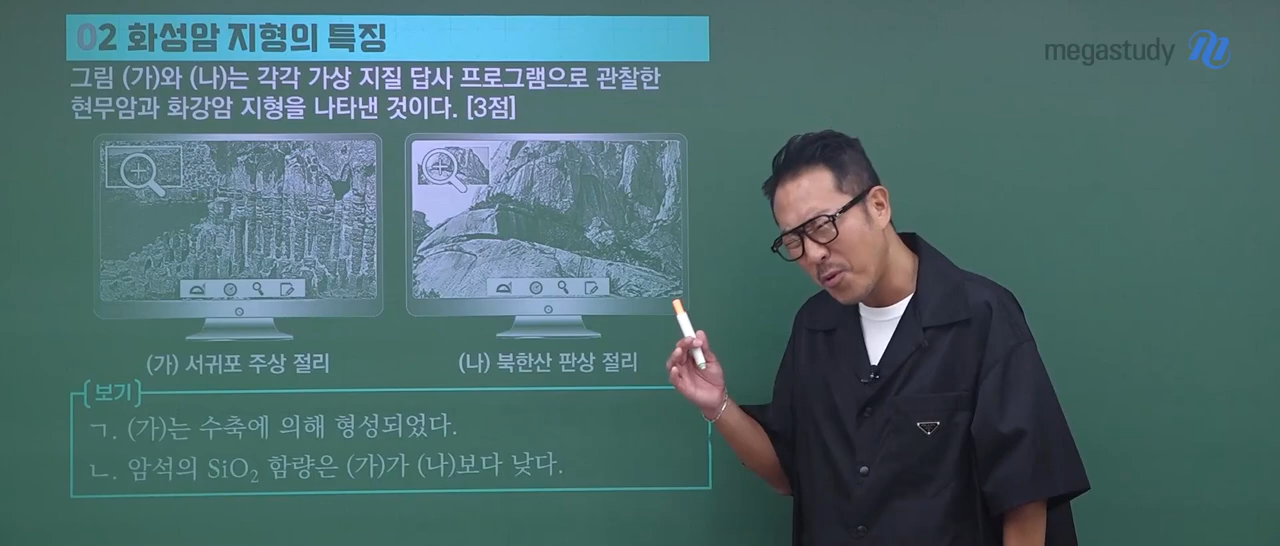 02 화성암 지형의 특징
megastudy
그림 (가)와 (나)는 각각 가상 지질 답사 프로그램으로 관찰한
현무암과 화강암 지형을 나타낸 것이다. [3점]
(가) 서귀포 주상 절리
(나) 북한산 판상 절리
보기
ㄱ. (가)는 수축에 의해 형성되었다.
ㄴ. 암석의 SiO₂ 함량은 (가)가 (나)보다 낮다.